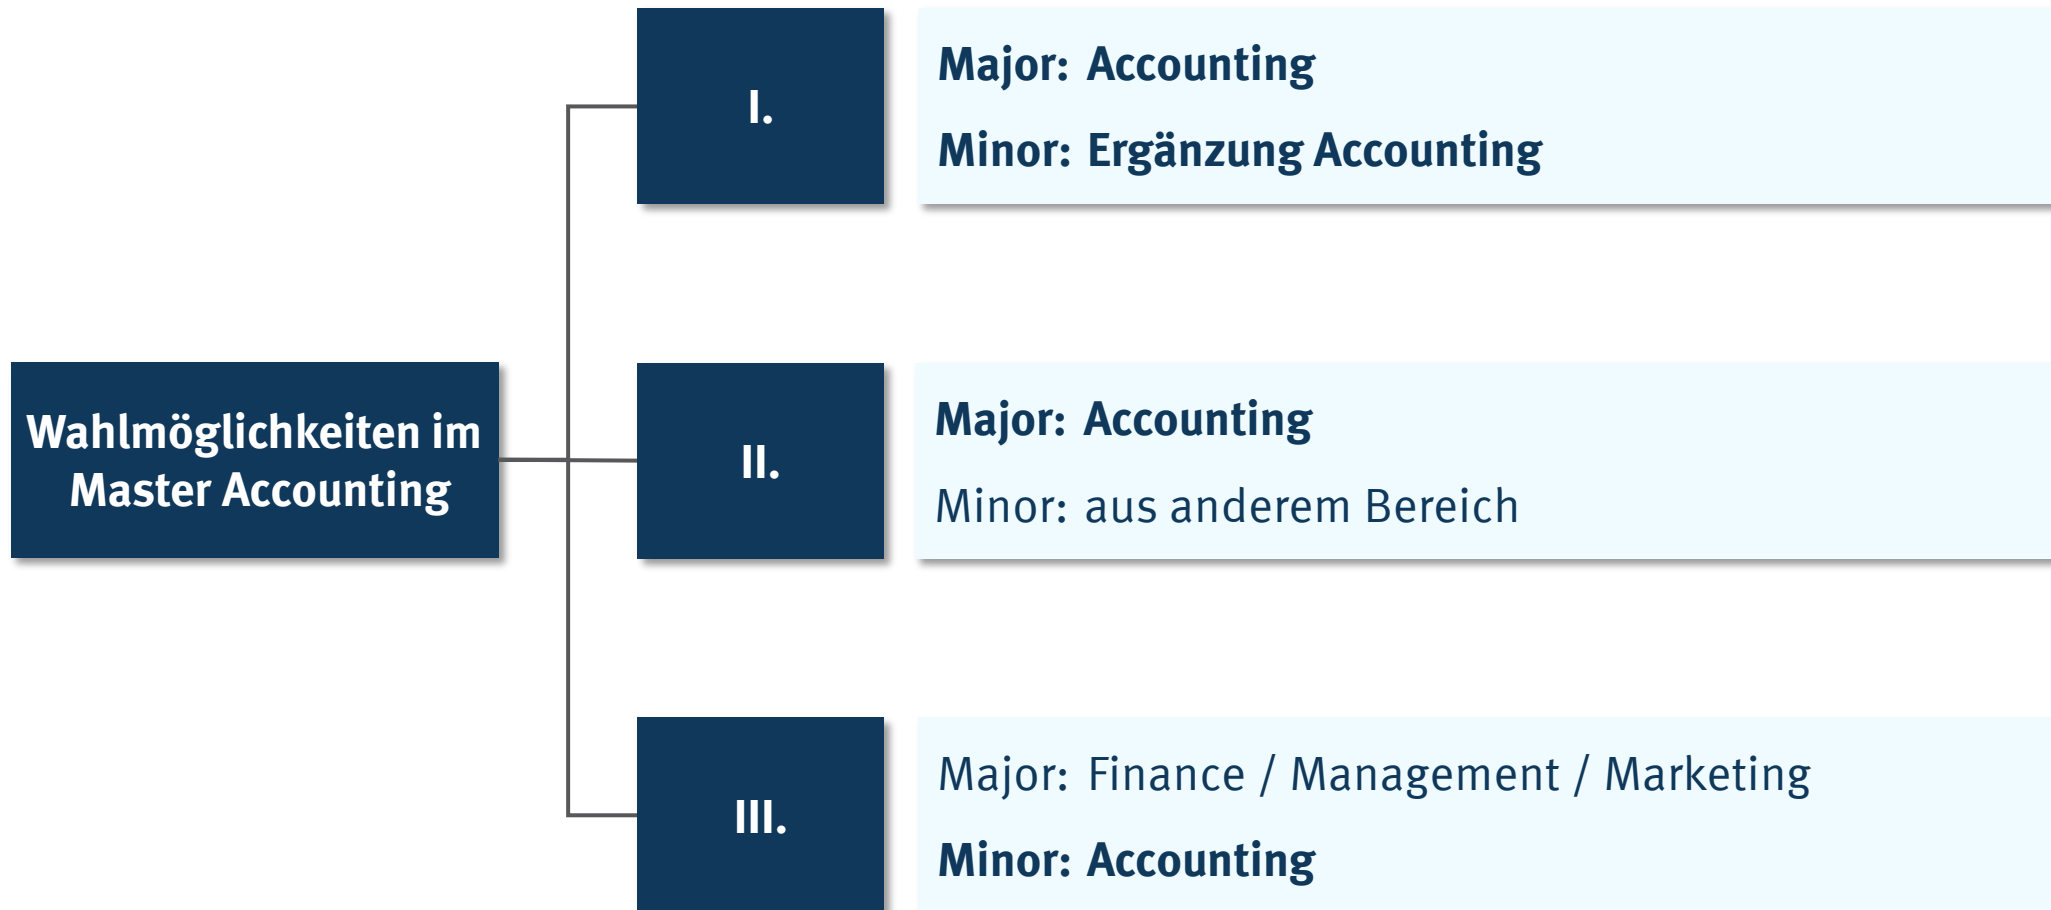 Wahlmöglichkeiten im
Master Accounting
I.
Major: Accounting
Minor: Ergänzung Accounting
II.
Major: Accounting
Minor: aus anderem Bereich
III.
Major: Finance / Management / Marketing
Minor: Accounting